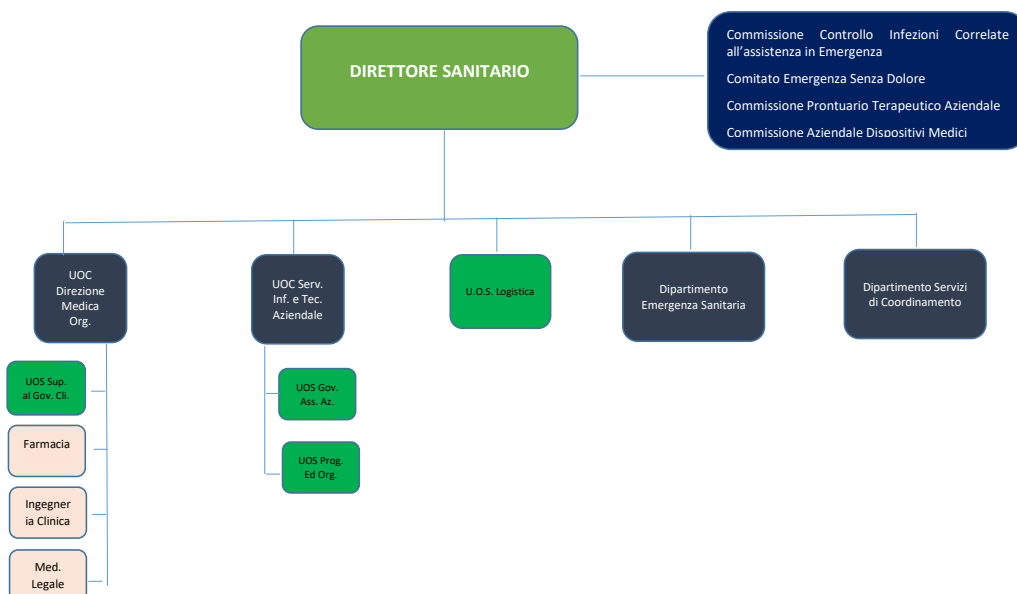 DIRETTORE SANITARIO
Commissione Controllo Infezioni Correlate
all'assistenza in Emergenza
Comitato Emergenza Senza Dolore
Commissione Prontuario Terapeutico Aziendale
Commissione Aziendale Dispositivi Medici
UOC
Direzione
Medica
Org.
UOC Serv.
Inf. e Tec.
Aziendale
U.O.S. Logistica
Dipartimento
Emergenza Sanitaria
Dipartimento Servizi
di Coordinamento
UOS Sup.
al Gov. Cli.
Farmacia
Ingegner
ia Clinica
Med.
Legale
UOS Gov.
Ass. Az.
UOS Prog.
Ed Org.